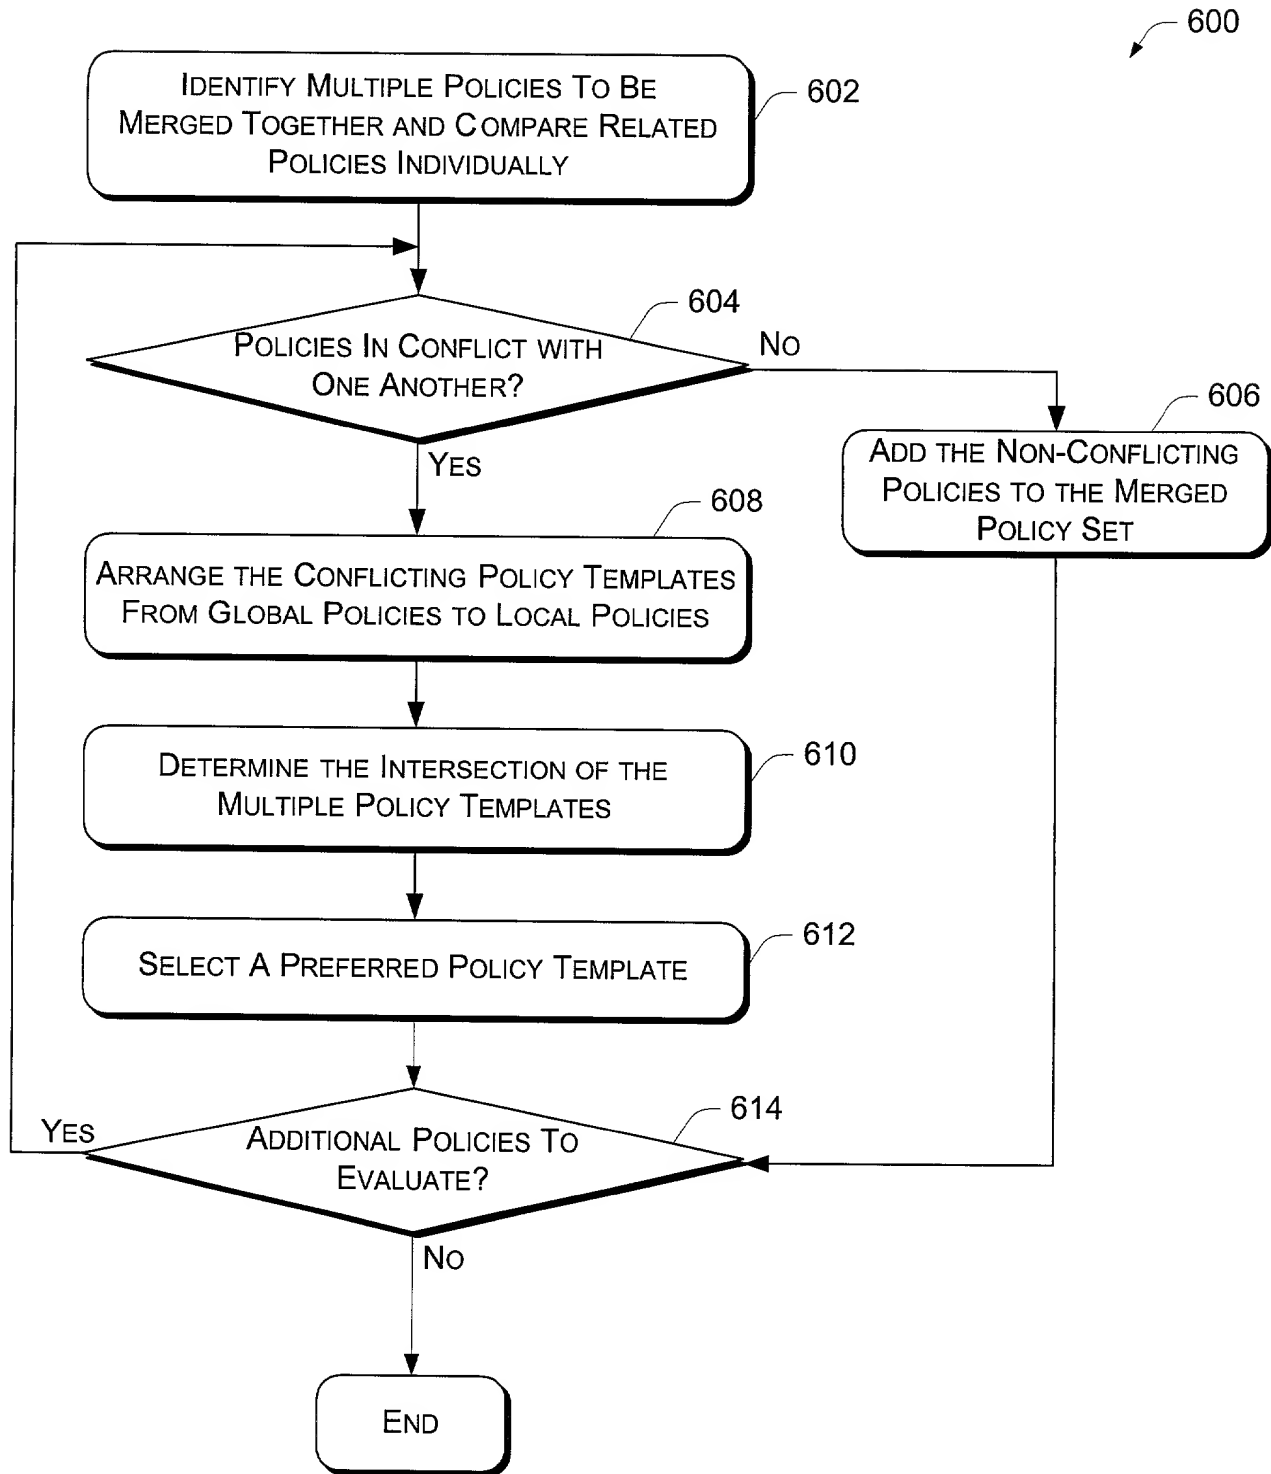 600
IDENTIFY MULTIPLE POLICIES TO BE
MERGED TOGETHER AND COMPARE RELATED
POLICIES INDIVIDUALLY
602
604
POLICIES IN CONFLICT WITH
ONE ANOTHER?
NO
YES
606
ADD THE NON-CONFLICTING
POLICIES TO THE MERGED
POLICY SET
608
ARRANGE THE CONFLICTING POLICY TEMPLATES
FROM GLOBAL POLICIES TO LOCAL POLICIES
610
DETERMINE THE INTERSECTION OF THE
MULTIPLE POLICY TEMPLATES
612
SELECT A PREFERRED POLICY TEMPLATE
614
YES
ADDITIONAL POLICIES TO
EVALUATE?
NO
END